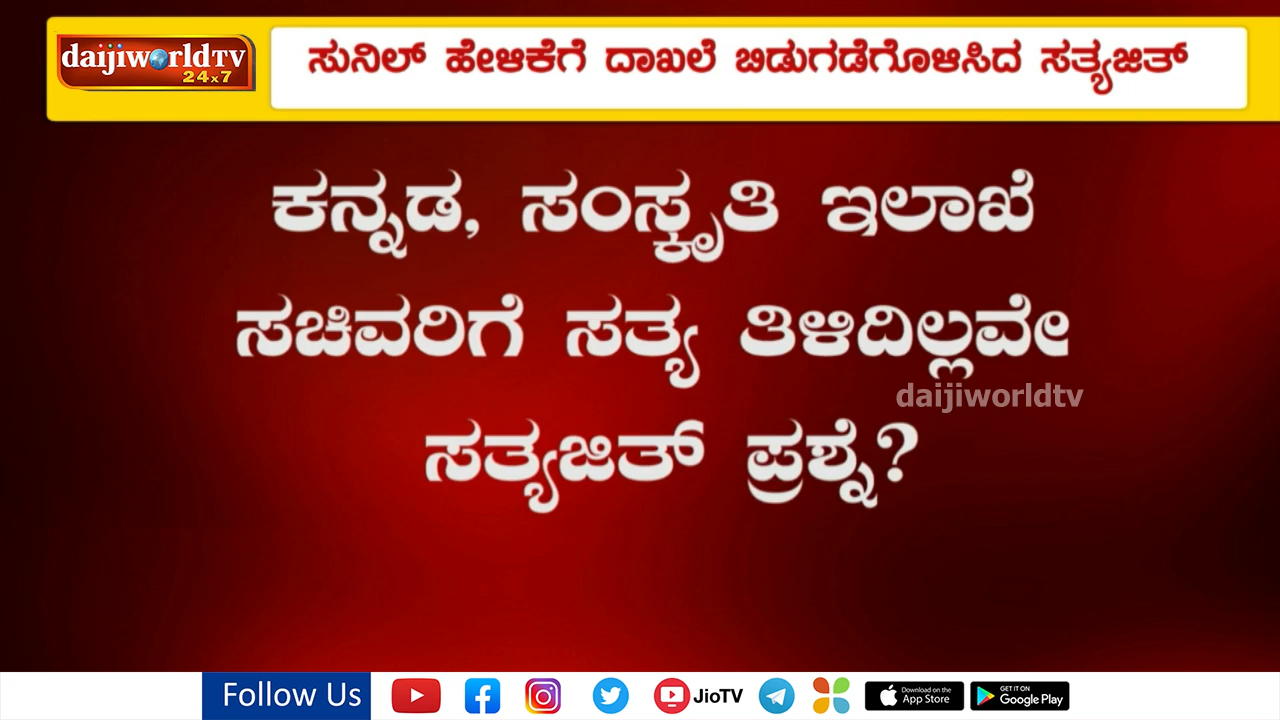 daijiworldTV
24x7
ಸುನಿಲ್ ಹೇಳಿಕೆಗೆ ದಾಖಲೆ ಬಿಡುಗಡೆಗೊಳಿಸಿದ ಸತ್ಯಜಿತ್
ಕನ್ನಡ, ಸಂಸ್ಕೃತಿ ಇಲಾಖೆ
ಸಚಿವರಿಗೆ ಸತ್ಯ ತಿಳಿದಿಲ್ಲವೇ
daijiworldtv
ಸತ್ಯಜಿತ್ ಪ್ರಶ್ನೆ?
Follow Us
JioTV
Download on the
App Store
GET IT ON
Google Play